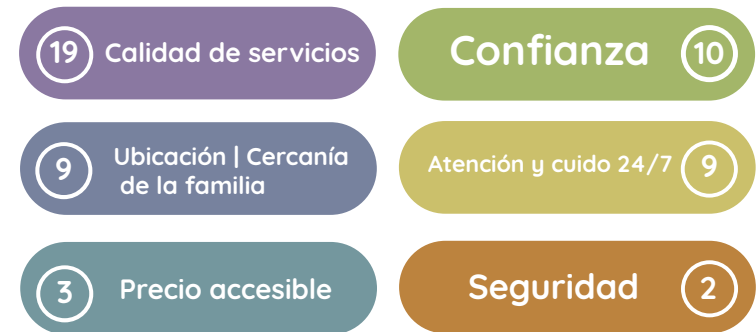 19 Calidad de servicios
Confianza 10
9 Ubicación | Cercanía
de la familia
Atención y cuido 24/7 9
3 Precio accesible
Seguridad 2